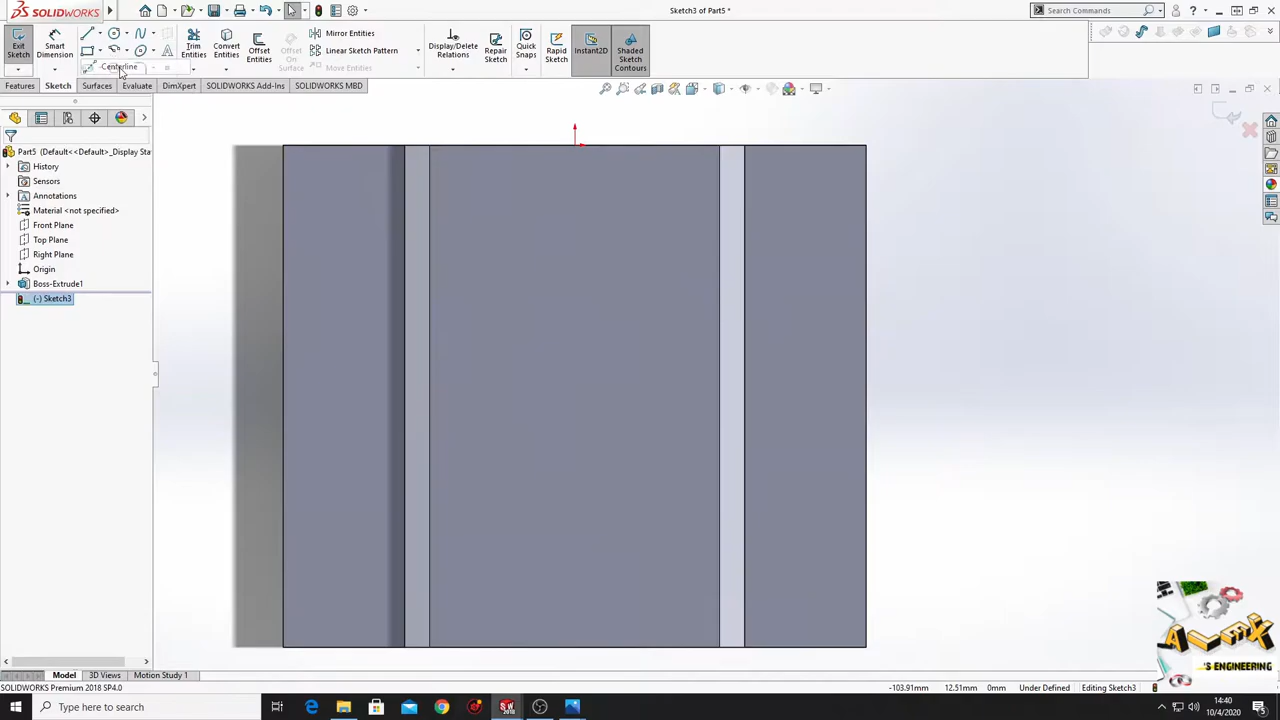 SOLIDWORKS
Sketch3 of Part5 *
Search Commands
Exit Sketch
Smart Dimension
Centerline
Trim Entities
Convert Entities
Offset Entities
Offset On Surface
Mirror Entities
Linear Sketch Pattern
Move Entities
Display/Delete Relations
Repair Sketch
Quick Snaps
Rapid Sketch
Instant2D
Shaded Sketch Contours
Features
Sketch
Surfaces
Evaluate
DimXpert
SOLIDWORKS Add-Ins
SOLIDWORKS MBD
Part5 (Default<<Default>_Display Sta
History
Sensors
Annotations
Material <not specified>
Front Plane
Top Plane
Right Plane
Origin
Boss-Extrude1
(-) Sketch3
ALMX
'S ENGINEERING
Model
3D Views
Motion Study 1
SOLIDWORKS Premium 2018 SP4.0
-103.91mm
12.51mm
0mm
Under Defined
Editing Sketch3
Type here to search
14:40
10/4/2020